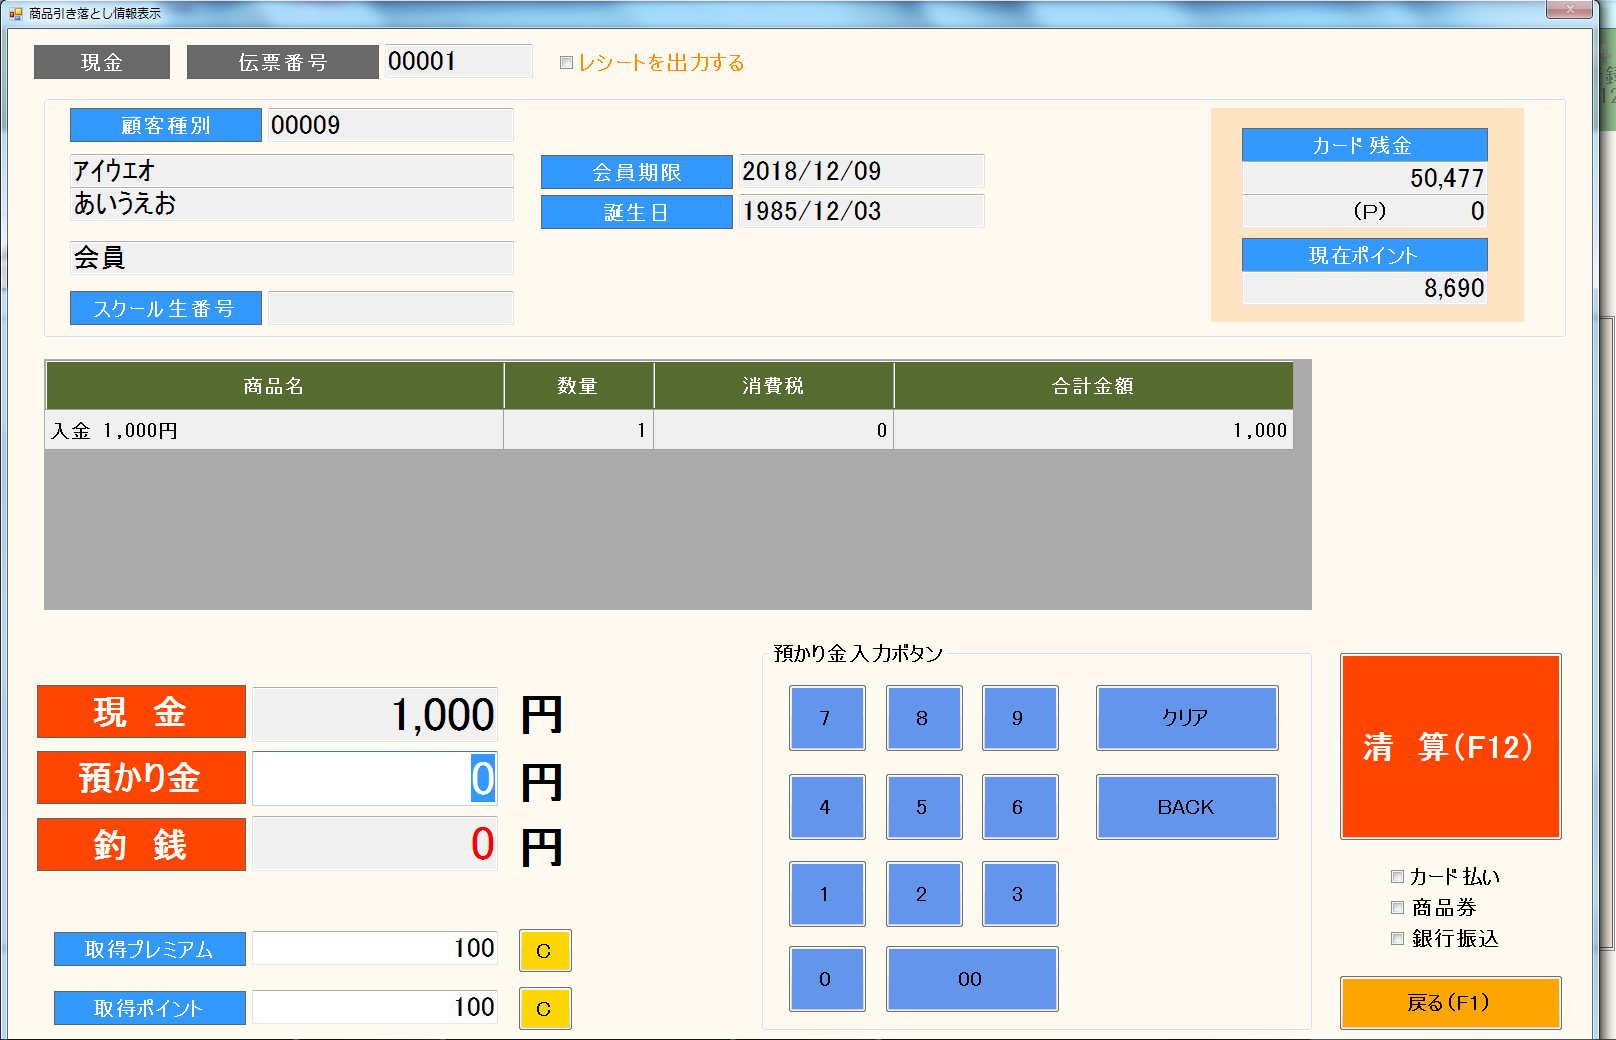 商品引き落とし情報表示
現金 伝票番号 00001 レシートを出力する
顧客種別 00009
アイウエオ
あいうえお
会員
スクール生番号
会員期限 2018/12/09
誕生日 1985/12/03
カード残金
50,477
(P) 0
現在ポイント
8,690
商品名 数量 消費税 合計金額
入金 1,000円 1 0 1,000
現 金 1,000 円
預かり金 0 円
釣 銭 0 円
取得プレミアム 100 C
取得ポイント 100 C
預かり金入力ボタン
7 8 9 クリア
4 5 6 BACK
1 2 3
0 00
清 算(F12)
カード払い
商品券
銀行振込
戻る(F1)